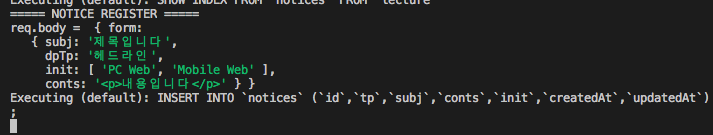 Executing (default): SHOW INDEX FROM `notices` FROM `lecture`
===== NOTICE REGISTER =====
req.body =  { form:
   { subj: '제목입니다',
     dpTp: '헤드라인',
     init: [ 'PC Web', 'Mobile Web' ],
     conts: '<p>내용입니다</p>' } }
Executing (default): INSERT INTO `notices` (`id`,`tp`,`subj`,`conts`,`init`,`createdAt`,`updatedAt`)
;